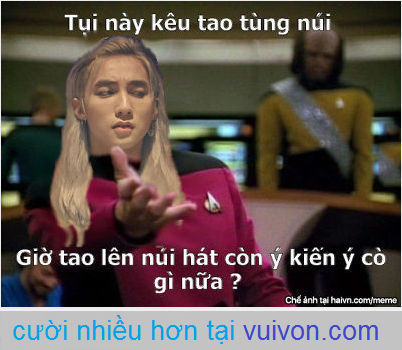 Tụi này kêu tao tùng núi
Giờ tao lên núi hát còn ý kiến ý cò
gì nữa ?
Chế ảnh tại haivn.com/meme
cười nhiều hơn tại vuivon.com